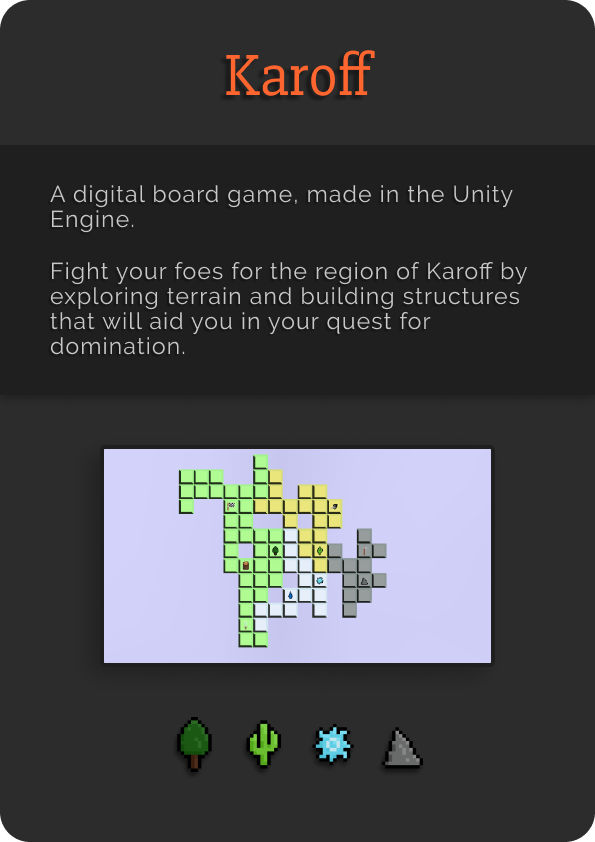 Karoff
A digital board game, made in the Unity
Engine.
Fight your foes for the region of Karoff by
exploring terrain and building structures
that will aid you in your quest for
domination.